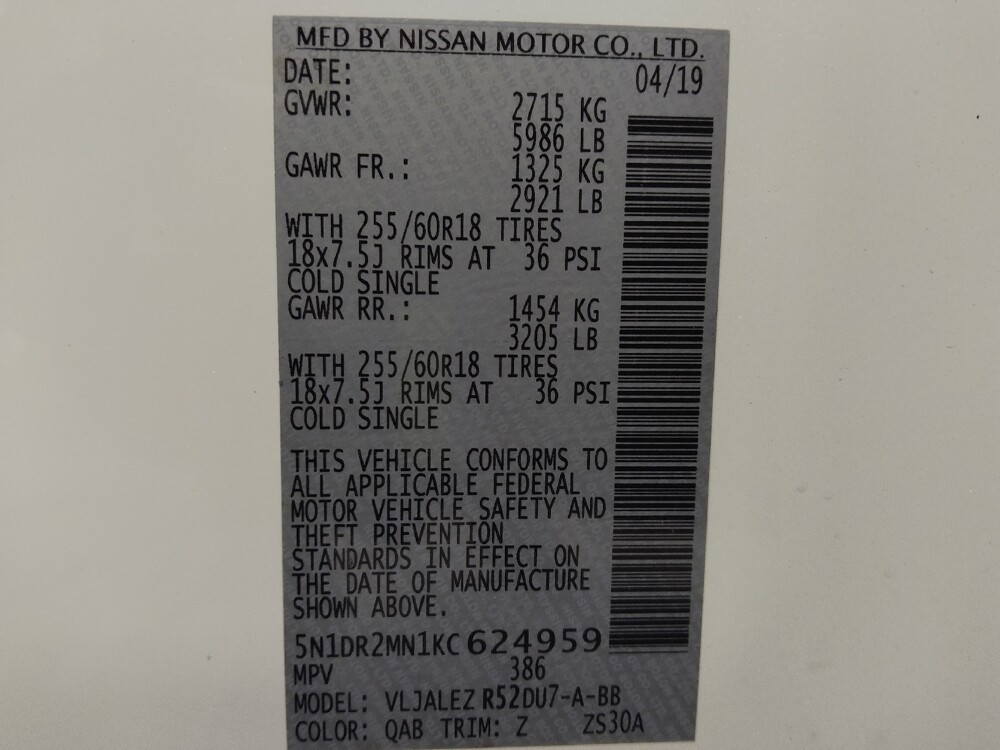 MFD BY NISSAN MOTOR CO., LTD.
DATE: 04/19
GVWR: 2715 KG
5986 LB
GAWR FR.: 1325 KG
2921 LB
WITH 255/60R18 TIRES
18x7.5J RIMS AT 36 PSI
COLD SINGLE
GAWR RR.: 1454 KG
3205 LB
WITH 255/60R18 TIRES
18x7.5J RIMS AT 36 PSI
COLD SINGLE
THIS VEHICLE CONFORMS TO
ALL APPLICABLE FEDERAL
MOTOR VEHICLE SAFETY AND
THEFT PREVENTION
STANDARDS IN EFFECT ON
THE DATE OF MANUFACTURE
SHOWN ABOVE.
5N1DR2MN1KC624959
MPV 386
MODEL: VLJALEZ R52DU7-A-BB
COLOR: QAB TRIM: Z ZS30A